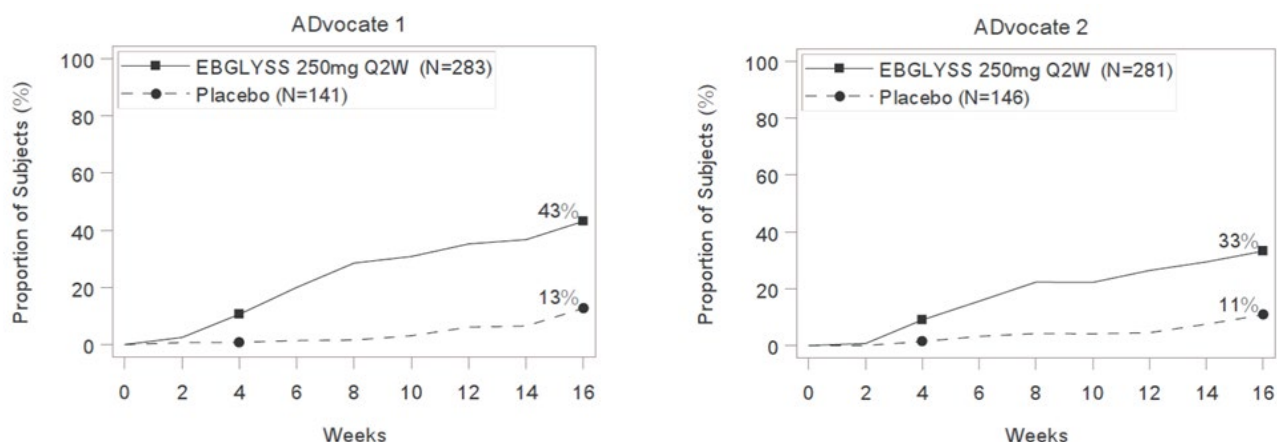 ADvocate 1
EBGLYSS 250mg Q2W (N=283)
Placebo (N=141)
Proportion of Subjects (%)
100
80
60
40
20
0
43%
13%
0 2 4 6 8 10 12 14 16
Weeks
ADvocate 2
EBGLYSS 250mg Q2W (N=281)
Placebo (N=146)
Proportion of Subjects (%)
100
80
60
40
20
0
33%
11%
0 2 4 6 8 10 12 14 16
Weeks